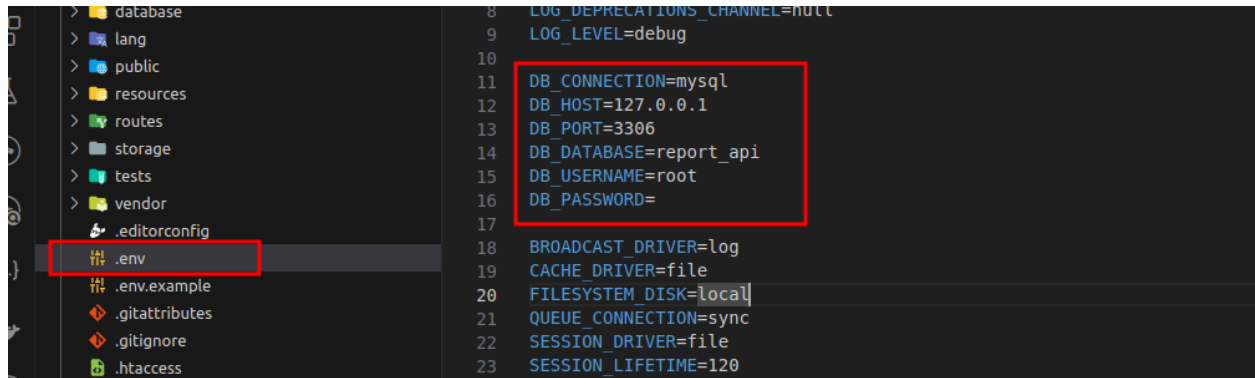 database
lang
public
resources
routes
storage
tests
vendor
.editorconfig
.env
.env.example
.gitattributes
.gitignore
.htaccess
8 LOG_DEPRECATIONS_CHANNEL=null
9 LOG_LEVEL=debug
10
11 DB_CONNECTION=mysql
12 DB_HOST=127.0.0.1
13 DB_PORT=3306
14 DB_DATABASE=report_api
15 DB_USERNAME=root
16 DB_PASSWORD=
17
18 BROADCAST_DRIVER=log
19 CACHE_DRIVER=file
20 FILESYSTEM_DISK=local
21 QUEUE_CONNECTION=sync
22 SESSION_DRIVER=file
23 SESSION_LIFETIME=120